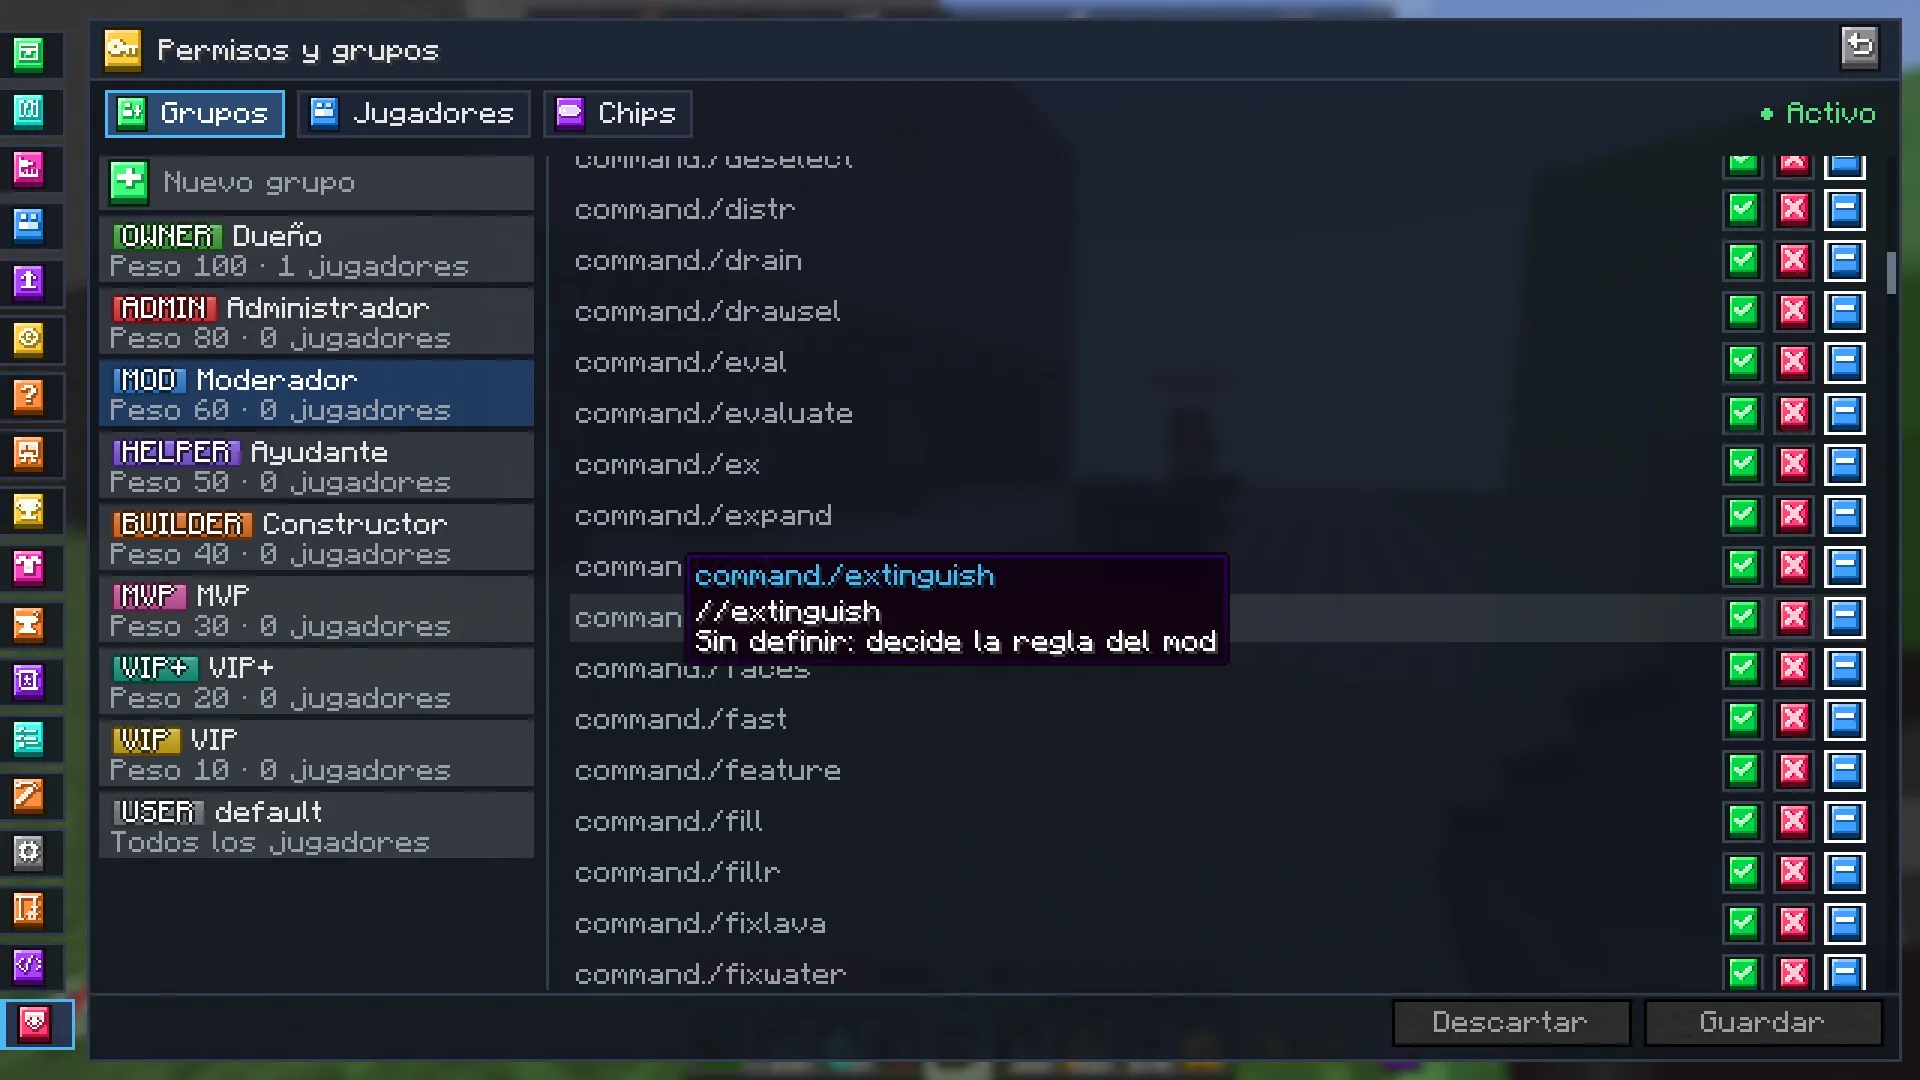 Permisos y grupos
Grupos
Jugadores
Chips
Activo
Nuevo grupo
OWNER Dueño
Peso 100 · 1 jugadores
ADMIN Administrador
Peso 80 · 0 jugadores
MOD Moderador
Peso 60 · 0 jugadores
HELPER Ayudante
Peso 50 · 0 jugadores
BUILDER Constructor
Peso 40 · 0 jugadores
MVP MVP
Peso 30 · 0 jugadores
VIP+ VIP+
Peso 20 · 0 jugadores
VIP VIP
Peso 10 · 0 jugadores
USER default
Todos los jugadores
command./deselect
command./distr
command./drain
command./drawsel
command./eval
command./evaluate
command./ex
command./expand
comman
command./extinguish
//extinguish
Sin definir: decide la regla del mod
comman
command./faces
command./fast
command./feature
command./fill
command./fillr
command./fixlava
command./fixwater
Descartar
Guardar